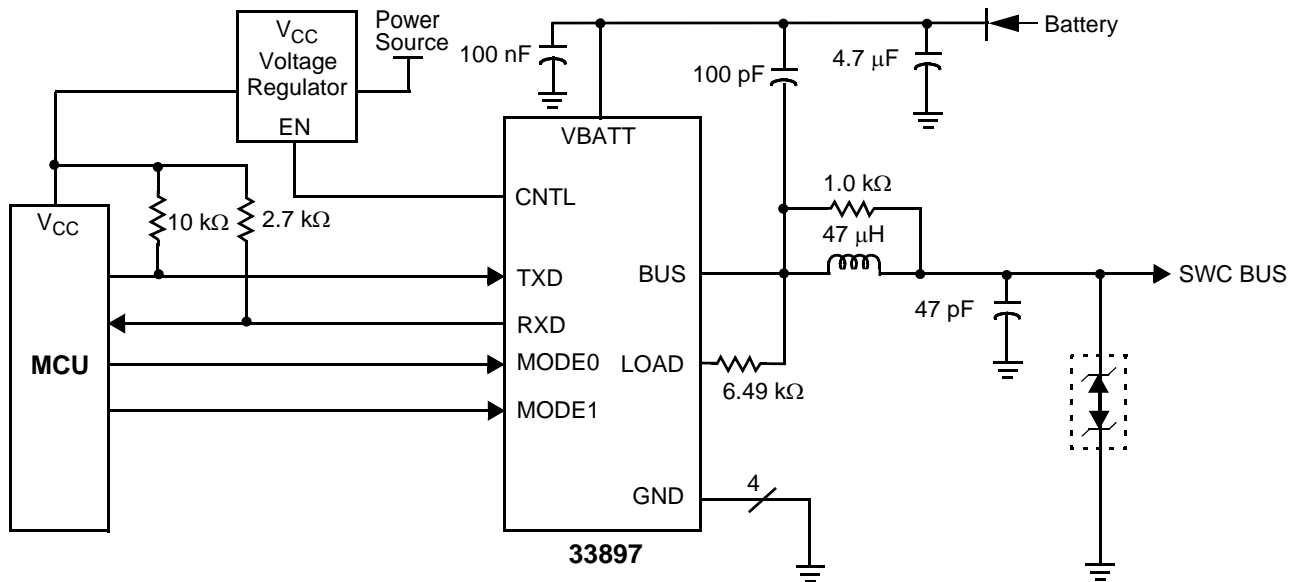 V_CC
Voltage
Regulator
EN
Power
Source
100 nF
100 pF
4.7 μF
Battery
VBATT
CNTL
V_CC
10 kΩ
2.7 kΩ
1.0 kΩ
47 μH
TXD
BUS
SWC BUS
47 pF
RXD
MCU
MODE0
LOAD
6.49 kΩ
MODE1
GND
4
33897